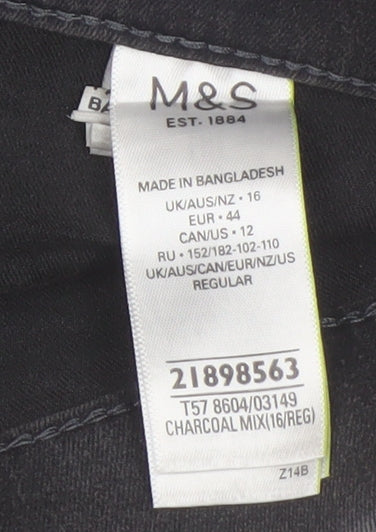 M&S
EST. 1884
MADE IN BANGLADESH
UK/AUS/NZ • 16
EUR • 44
CAN/US • 12
RU • 152/182-102-110
UK/AUS/CAN/EUR/NZ/US
REGULAR
21898563
T57 8604/03149
CHARCOAL MIX(16/REG)
Z14B